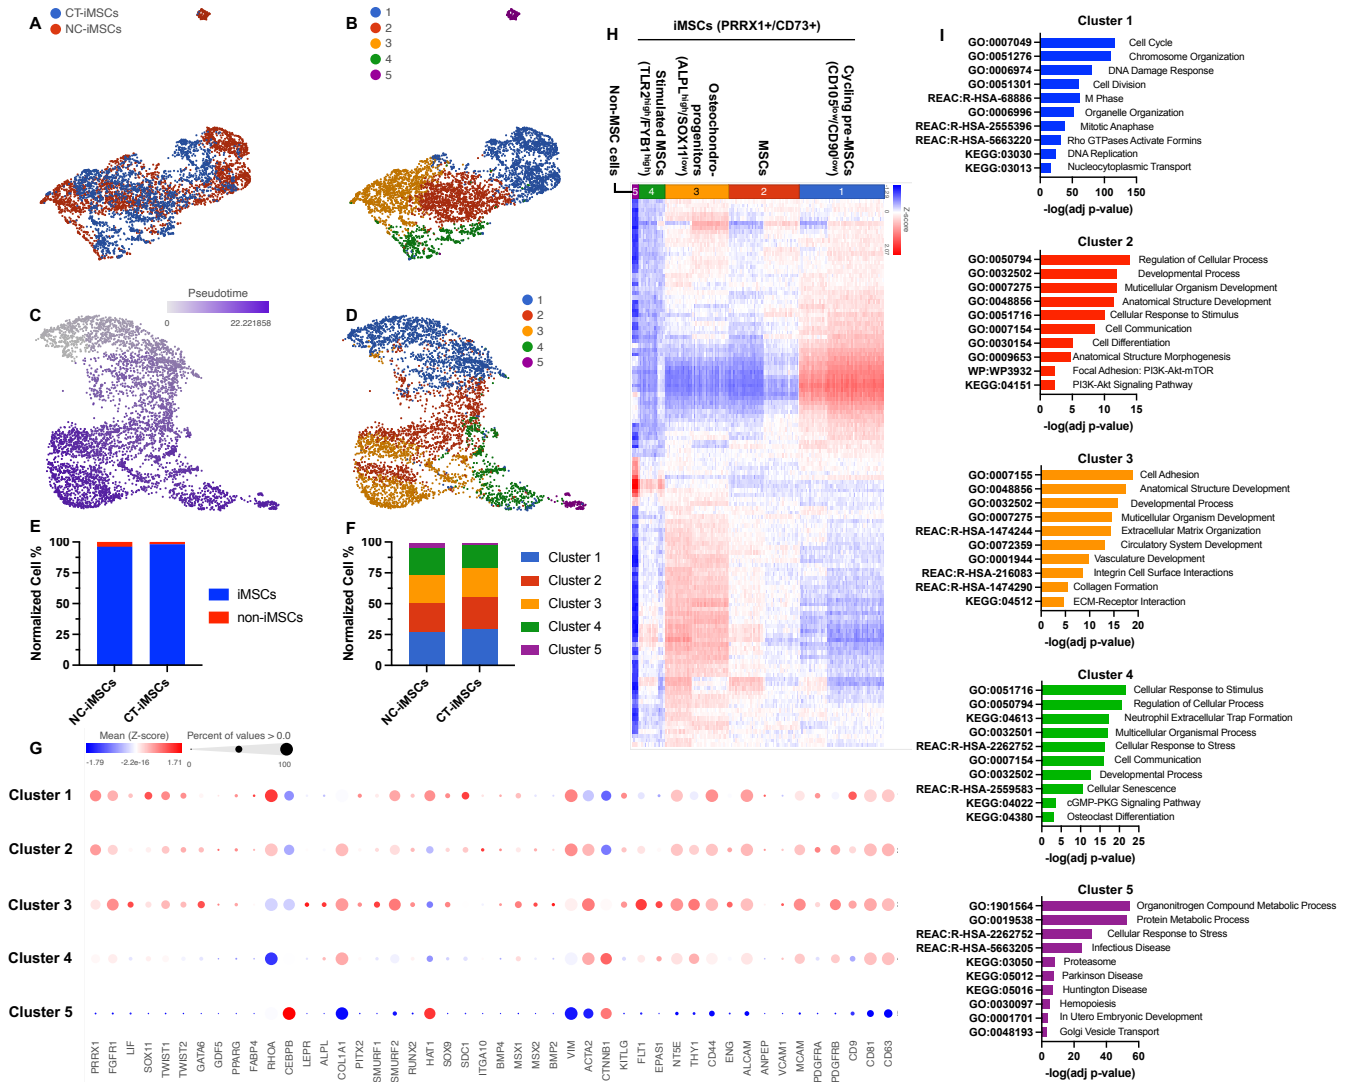 A
CT-iMSCs
NC-iMSCs
B
1
2
3
4
5
C
Pseudotime
0
22.221858
D
1
2
3
4
5
E
Normalized Cell %
100
75
50
25
0
NC-iMSCs
CT-iMSCs
iMSCs
non-iMSCs
F
Normalized Cell %
100
75
50
25
0
NC-iMSCs
CT-iMSCs
Cluster 1
Cluster 2
Cluster 3
Cluster 4
Cluster 5
G
Mean (Z-score)
-1.79
-2.2e-16
1.71
Percent of values > 0.0
0
100
Cluster 1
Cluster 2
Cluster 3
Cluster 4
Cluster 5
PRRX1
FGFR1
LIF
SOX11
TWIST1
TWIST2
GATA6
GDF5
PPARG
FABP4
RHOA
CEBPB
LEPR
ALPL
COL1A1
PITX2
SMURF1
SMURF2
RUNX2
HAT1
SOX9
SDC1
ITGA10
BMP4
MSX1
MSX2
BMP2
VIM
ACTA2
CTNNB1
KITLG
FLT1
EPAS1
NT5E
THY1
CD44
ENG
ALCAM
ANPEP
VCAM1
MCAM
PDGFRA
PDGFRB
CD9
CD81
CD63
H
iMSCs (PRRX1+/CD73+)
Non-MSC cells
Stimulated MSCs
(TLR2high/FYB1high)
Osteochondro-
progenitors
(ALPLhigh/SOX11low)
MSCs
Cycling pre-MSCs
(CD105low/CD90low)
5
4
3
2
1
Z-score
0
2.07
I
Cluster 1
GO:0007049 Cell Cycle
GO:0051276 Chromosome Organization
GO:0006974 DNA Damage Response
GO:0051301 Cell Division
REAC:R-HSA-68886 M Phase
GO:0006996 Organelle Organization
REAC:R-HSA-2555396 Mitotic Anaphase
REAC:R-HSA-5663220 Rho GTPases Activate Formins
KEGG:03030 DNA Replication
KEGG:03013 Nucleocytoplasmic Transport
0 50 100 150
-log(adj p-value)
Cluster 2
GO:0050794 Regulation of Cellular Process
GO:0032502 Developmental Process
GO:0007275 Muticellular Organism Development
GO:0048856 Anatomical Structure Development
GO:0051716 Cellular Response to Stimulus
GO:0007154 Cell Communication
GO:0030154 Cell Differentiation
GO:0009653 Anatomical Structure Morphogenesis
WP:WP3932 Focal Adhesion: PI3K-Akt-mTOR
KEGG:04151 PI3K-Akt Signaling Pathway
0 5 10 15
-log(adj p-value)
Cluster 3
GO:0007155 Cell Adhesion
GO:0048856 Anatomical Structure Development
GO:0032502 Developmental Process
GO:0007275 Muticellular Organism Development
REAC:R-HSA-1474244 Extracellular Matrix Organization
GO:0072359 Circulatory System Development
GO:0001944 Vasculature Development
REAC:R-HSA-216083 Integrin Cell Surface Interactions
REAC:R-HSA-1474290 Collagen Formation
KEGG:04512 ECM-Receptor Interaction
0 5 10 15 20
-log(adj p-value)
Cluster 4
GO:0051716 Cellular Response to Stimulus
GO:0050794 Regulation of Cellular Process
KEGG:04613 Neutrophil Extracellular Trap Formation
GO:0032501 Multicellular Organismal Process
REAC:R-HSA-2262752 Cellular Response to Stress
GO:0007154 Cell Communication
GO:0032502 Developmental Process
REAC:R-HSA-2559583 Cellular Senescence
KEGG:04022 cGMP-PKG Signaling Pathway
KEGG:04380 Osteoclast Differentiation
0 5 10 15 20 25
-log(adj p-value)
Cluster 5
GO:1901564 Organonitrogen Compound Metabolic Process
GO:0019538 Protein Metabolic Process
REAC:R-HSA-2262752 Cellular Response to Stress
REAC:R-HSA-5663205 Infectious Disease
KEGG:03050 Proteasome
KEGG:05012 Parkinson Disease
KEGG:05016 Huntington Disease
GO:0030097 Hemopoiesis
GO:0001701 In Utero Embryonic Development
GO:0048193 Golgi Vesicle Transport
0 20 40 60
-log(adj p-value)